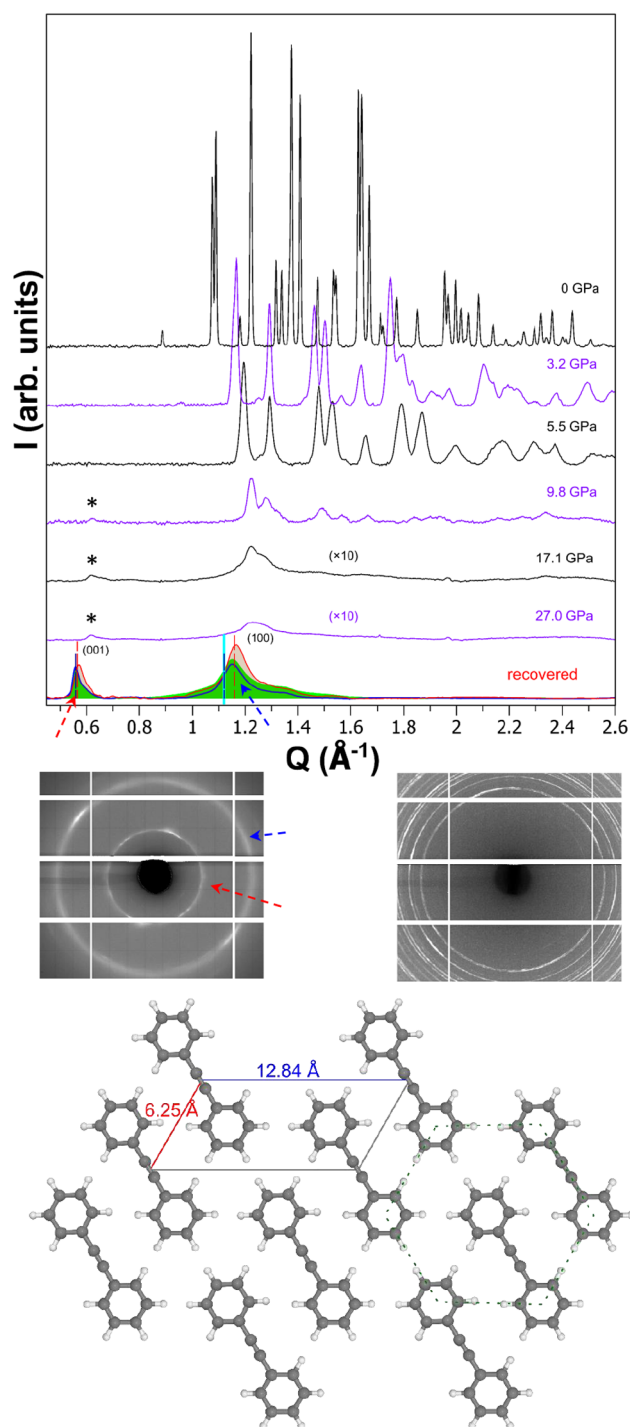 I (arb. units)
0 GPa
3.2 GPa
5.5 GPa
9.8 GPa
*
17.1 GPa
(×10)
*
27.0 GPa
(×10)
*
(001)
(100)
recovered
0.6 0.8 1 1.2 1.4 1.6 1.8 2 2.2 2.4 2.6
Q (Å⁻¹)
12.84 Å
6.25 Å